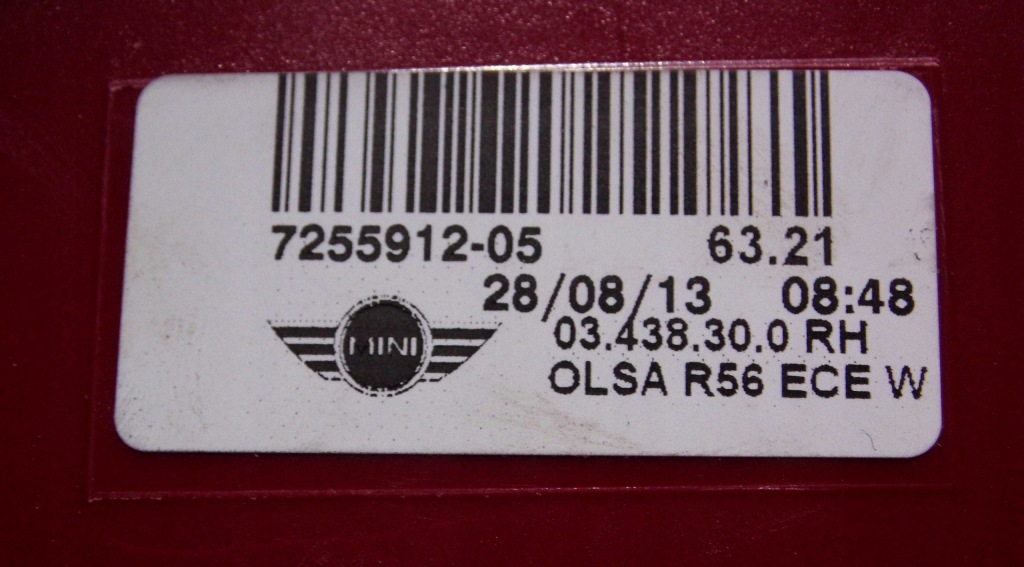 7255912-05 63.21
28/08/13 08:48
03.438.30.0 RH
MINI
OLSA R56 ECE W